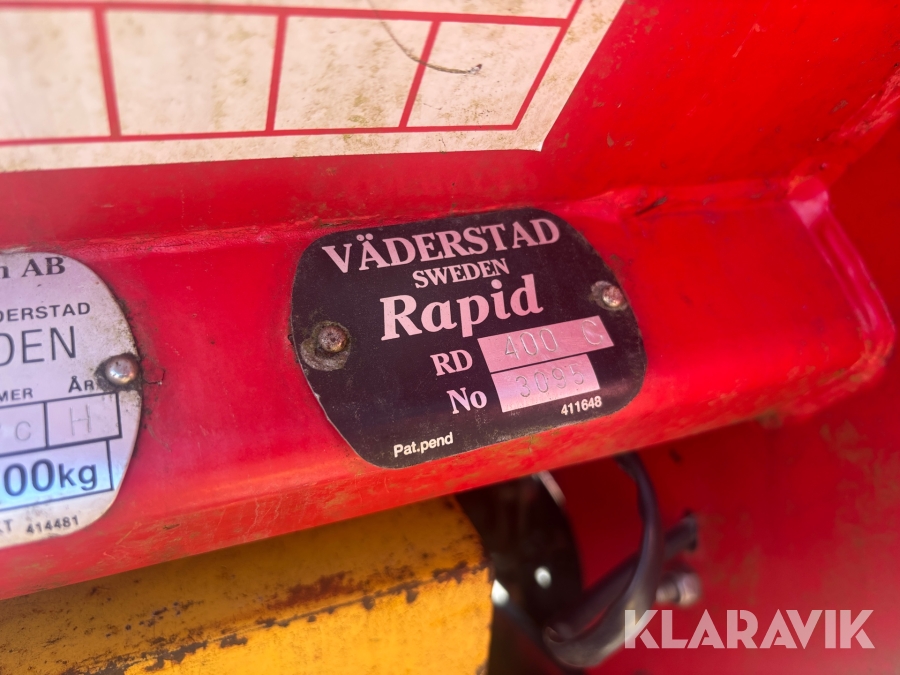 AB
DERSTAD
DEN
MER ÅR
C H
00kg
414481
VÄDERSTAD
SWEDEN
Rapid
RD 400 C
No 3095
411648
Pat.pend
KLARAVIK